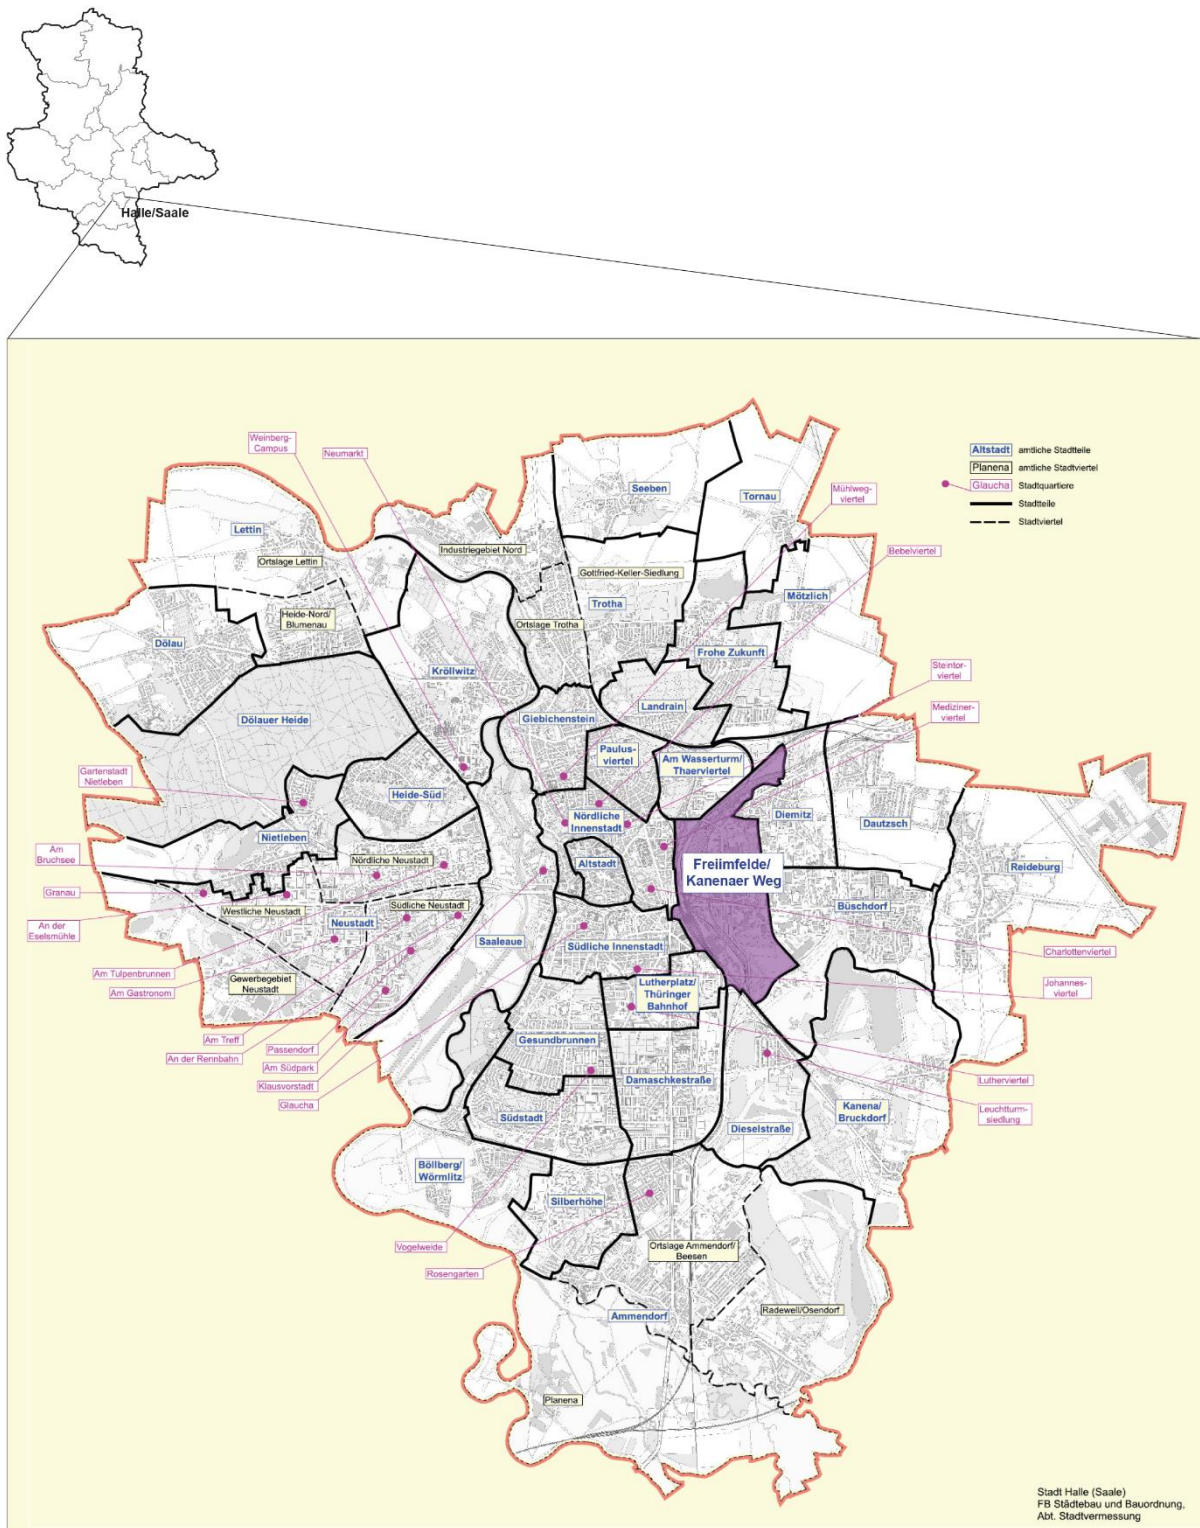 Halle/Saale
Altstadt amtliche Stadtteile
Planena amtliche Stadtviertel
Glaucha Stadtquartiere
Stadtteile
Stadtviertel
Weinberg-
Campus
Neumarkt
Mühlweg-
viertel
Bebelviertel
Seeben
Tornau
Lettin
Ortslage Lettin
Industriegebiet Nord
Gottfried-Keller-Siedlung
Mötzlich
Heide-Nord/
Blumenau
Trotha
Ortslage Trotha
Dölau
Frohe Zukunft
Kröllwitz
Steintor-
viertel
Landrain
Dölauer Heide
Giebichenstein
Mediziner-
viertel
Paulus-
viertel
Am Wasserturm/
Thaerviertel
Gartenstadt
Nietleben
Heide-Süd
Nördliche
Innenstadt
Diemitz
Dautzsch
Nietleben
Am
Bruchsee
Nördliche Neustadt
Altstadt
Freiimfelde/
Kanenaer Weg
Reideburg
Granau
Westliche Neustadt
Südliche Neustadt
Büschdorf
An der
Eselsmühle
Neustadt
Saaleaue
Südliche Innenstadt
Charlottenviertel
Am Tulpenbrunnen
Gewerbegebiet
Neustadt
Lutherplatz/
Thüringer
Bahnhof
Johannes-
viertel
Am Gastronom
Am Treff
An der Rennbahn
Passendorf
Am Südpark
Klausvorstadt
Glaucha
Gesundbrunnen
Damaschkestraße
Lutherviertel
Leuchtturm-
siedlung
Südstadt
Dieselstraße
Kanena/
Bruckdorf
Böllberg/
Wörmlitz
Silberhöhe
Vogelweide
Rosengarten
Ortslage Ammendorf/
Beesen
Ammendorf
Radewell/Osendorf
Planena
Stadt Halle (Saale)
FB Städtebau und Bauordnung,
Abt. Stadtvermessung